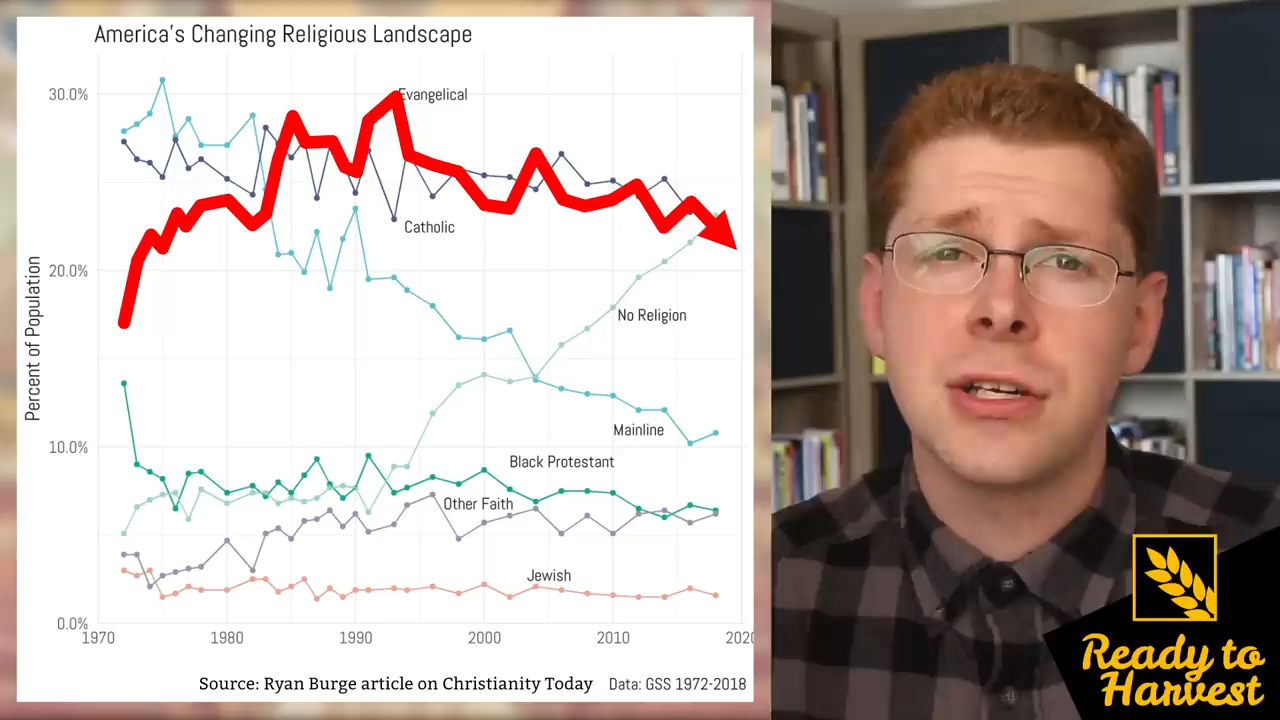 America's Changing Religious Landscape
Percent of Population
30.0%
20.0%
10.0%
0.0%
Evangelical
Catholic
No Religion
Mainline
Black Protestant
Other Faith
Jewish
1970
1980
1990
2000
2010
2020
Source: Ryan Burge article on Christianity Today
Data: GSS 1972-2018
Ready to
Harvest